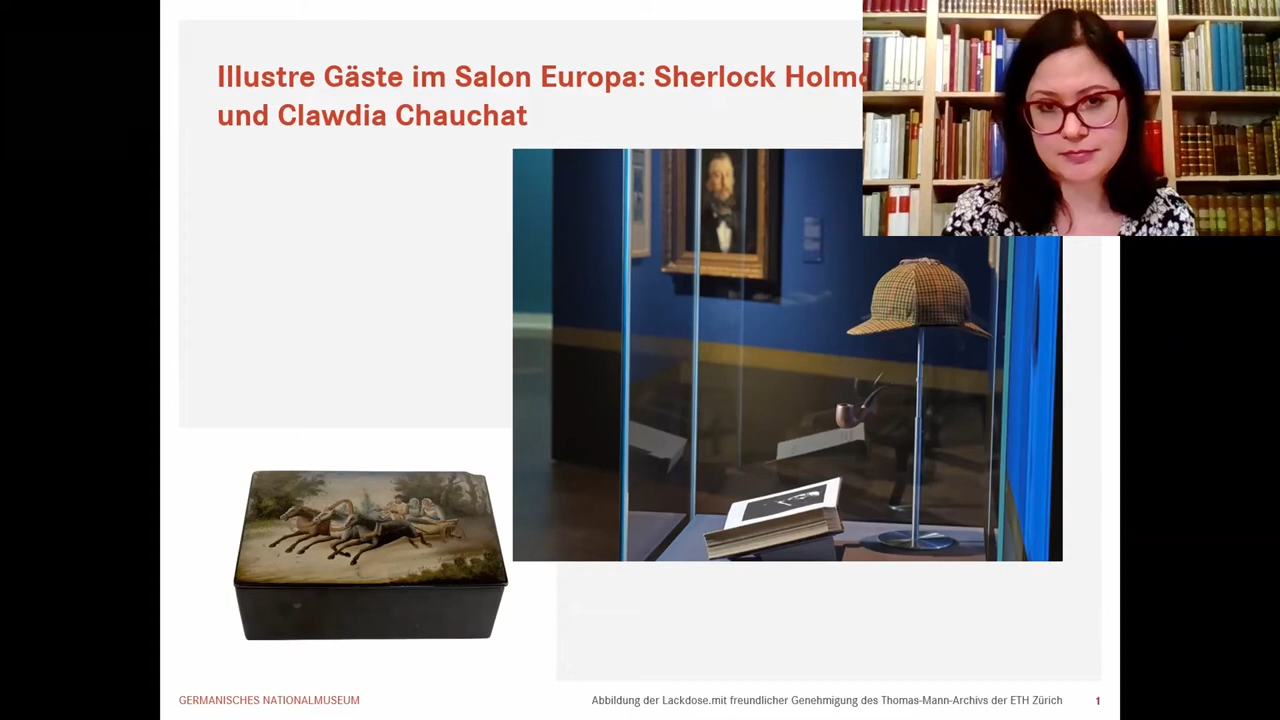 Illustre Gäste im Salon Europa: Sherlock
und Clawdia Chauchat
GERMANISCHES NATIONALMUSEUM
Abbildung der Lackdose.mit freundlicher Genehmigung des Thomas-Mann-Archivs der ETH Zürich
1